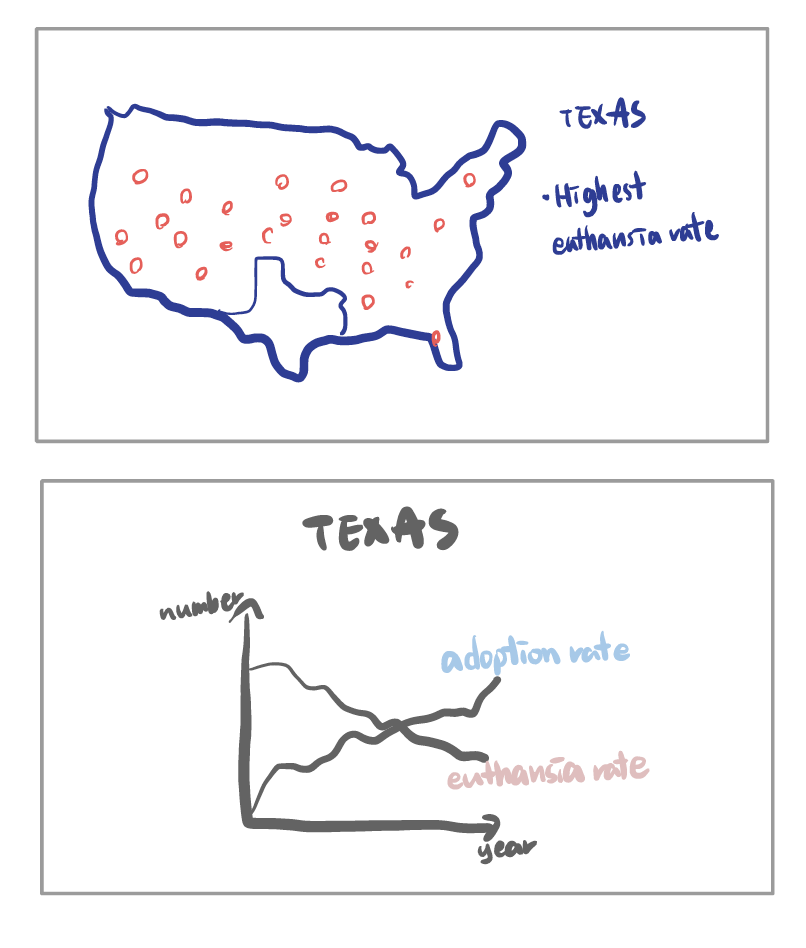 TEXAS
• Highest
euthansia rate
TEXAS
number
adoption rate
euthansia rate
year